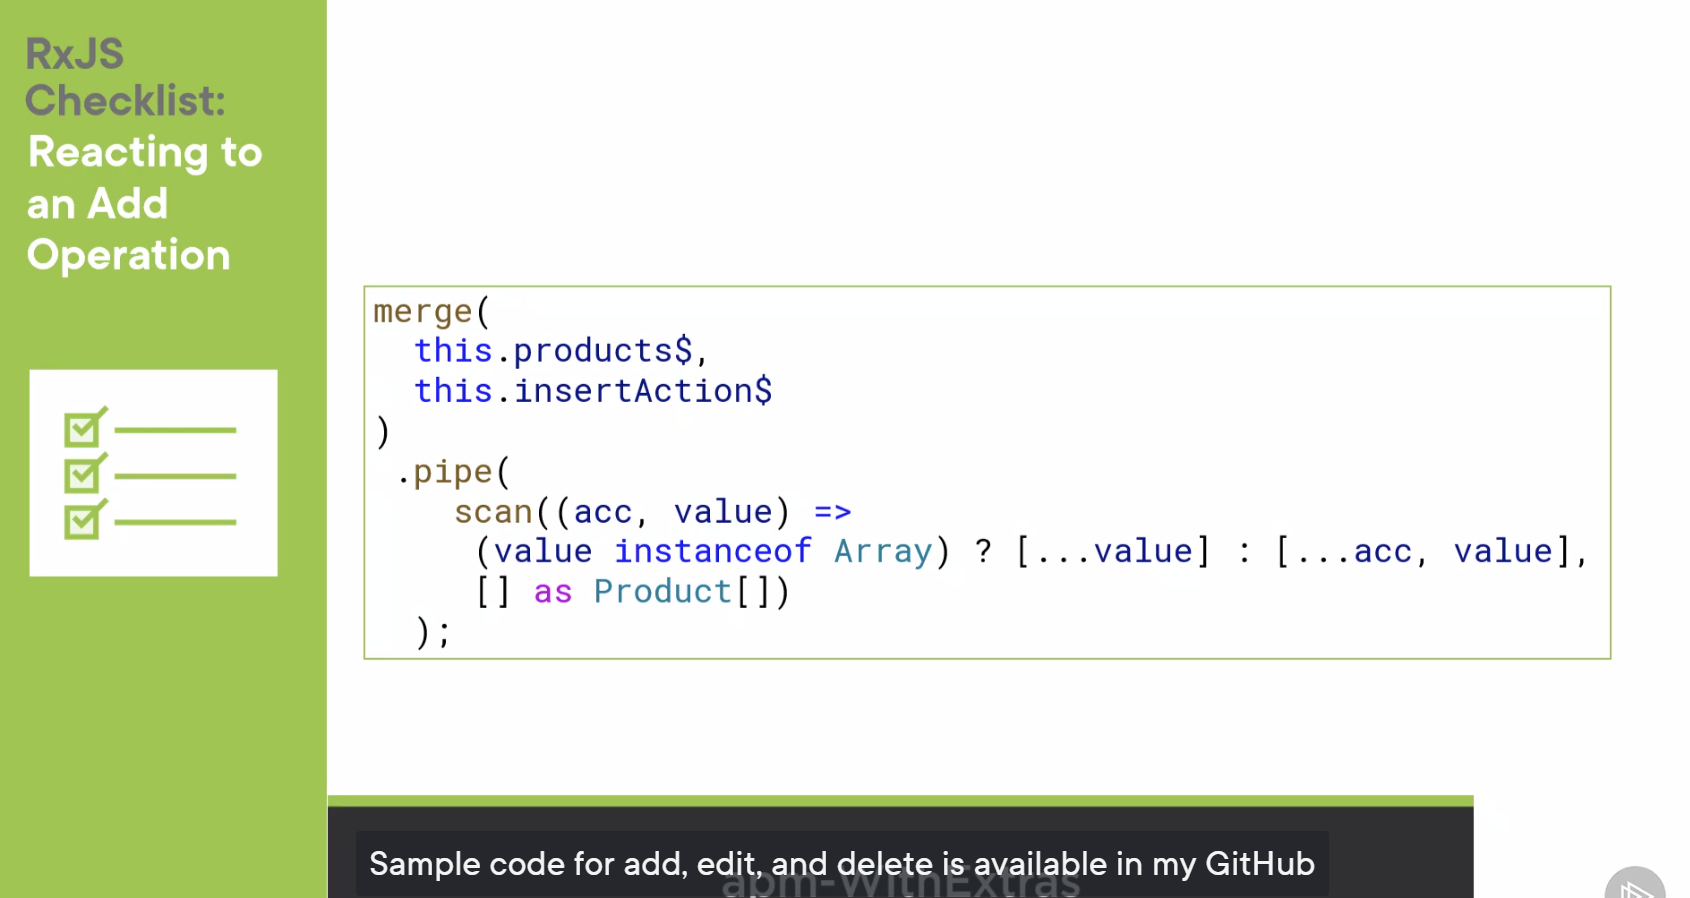 RxJS
Checklist:
Reacting to
an Add
Operation
merge(
  this.products$,
  this.insertAction$
)
 .pipe(
    scan((acc, value) =>
     (value instanceof Array) ? [...value] : [...acc, value],
     [] as Product[])
  );
Sample code for add, edit, and delete is available in my GitHub
apm-WithExtras